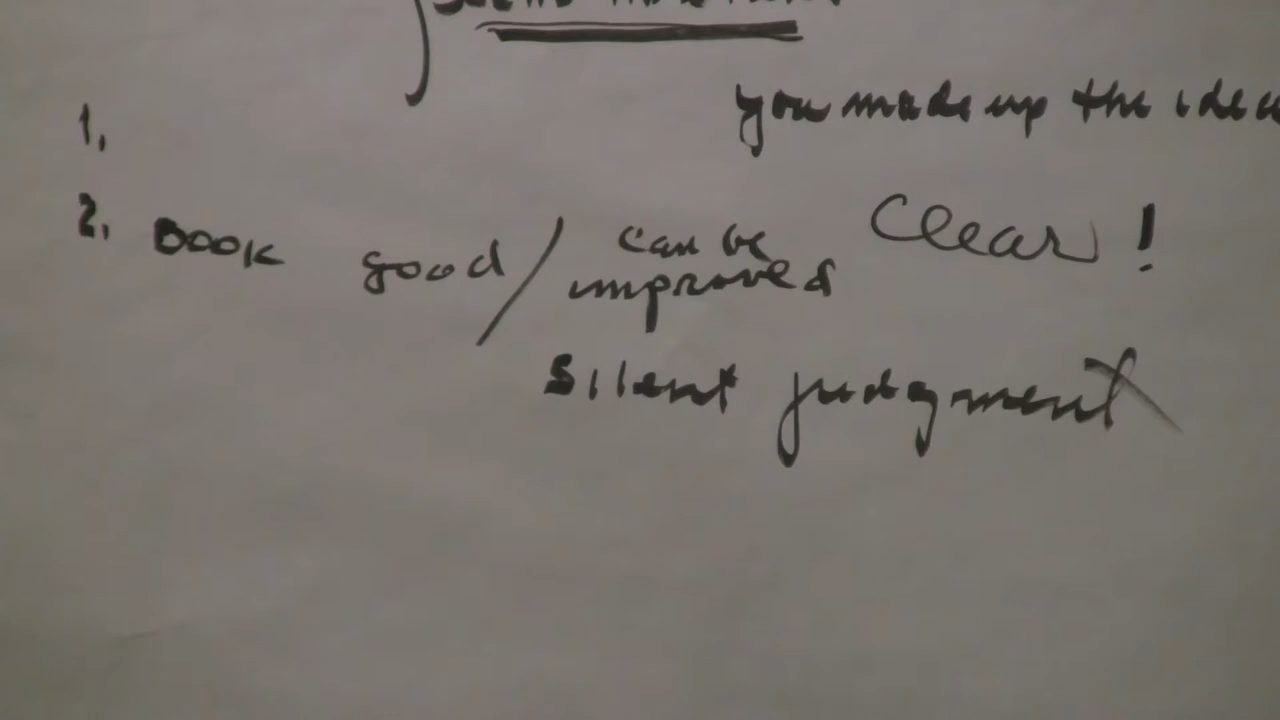 you made up the idea
1.
2. Book good / can be improved Clear!
Silent judgment